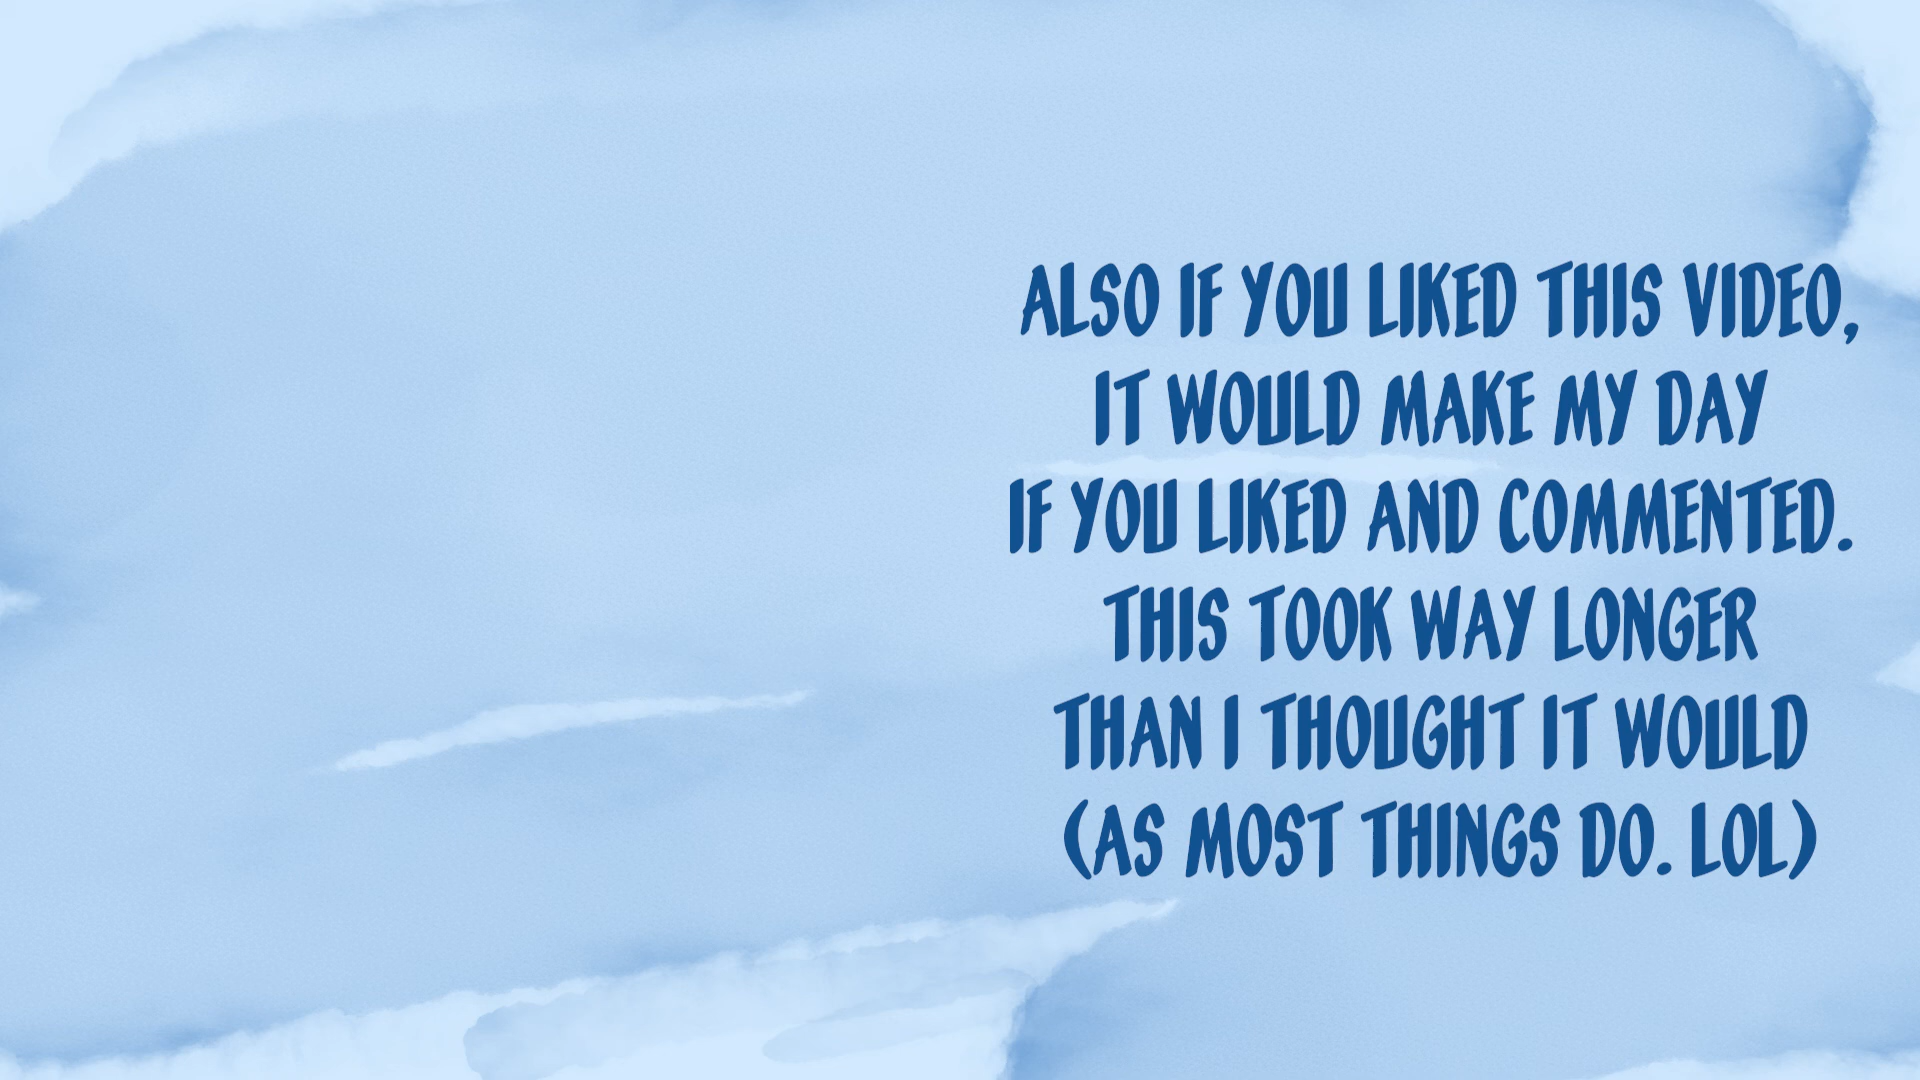 ALSO IF YOU LIKED THIS VIDEO,
IT WOULD MAKE MY DAY
IF YOU LIKED AND COMMENTED.
THIS TOOK WAY LONGER
THAN I THOUGHT IT WOULD
(AS MOST THINGS DO. LOL)